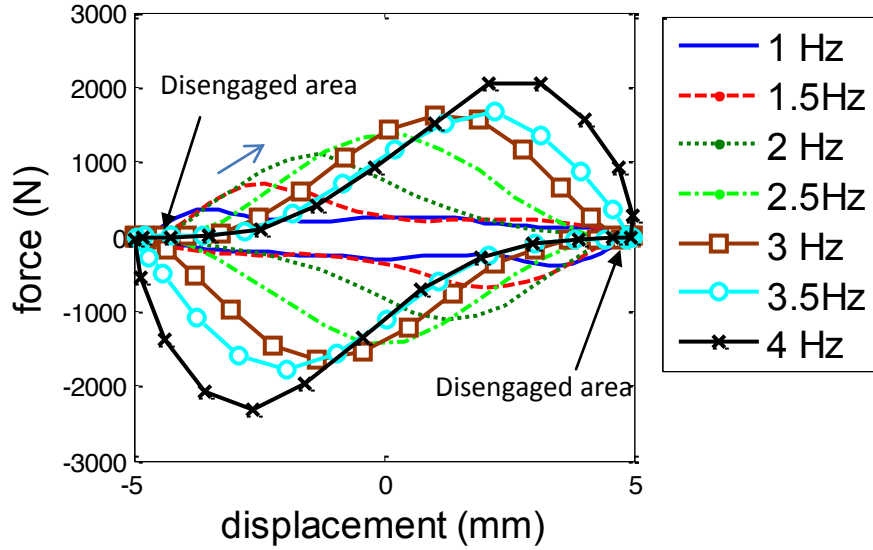 3000
2000
1000
0
-1000
-2000
-3000
force (N)
Disengaged area
Disengaged area
-5
0
5
displacement (mm)
1 Hz
1.5Hz
2 Hz
2.5Hz
3 Hz
3.5Hz
4 Hz